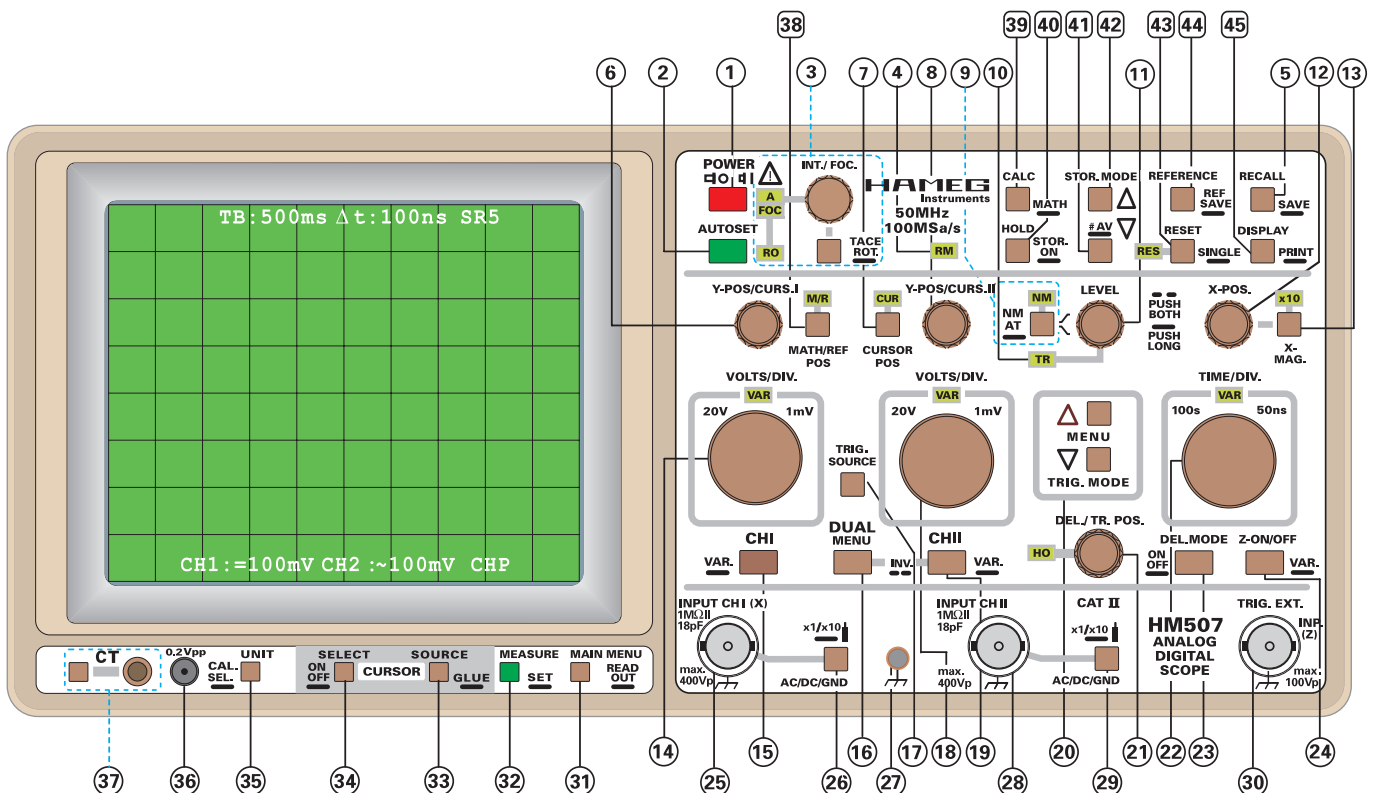 38
39
40
41
42
43
44
45
6
2
1
3
7
4
8
9
10
11
5
12
13
POWER
INT./ FOC.
A
FOC
RO
AUTOSET
TACE
ROT.
HAMEG
Instruments
50MHz
100MSa/s
RM
CALC
MATH
HOLD
STOR.
ON
STOR. MODE
# AV
REFERENCE
REF
SAVE
RESET
RES
SINGLE
RECALL
SAVE
DISPLAY
PRINT
TB:500ms Δt:100ns SR5
CH1:=100mV CH2 :~100mV CHP
Y-POS/CURS.I
M/R
MATH/REF
POS
CUR
CURSOR
POS
Y-POS/CURS.II
NM
AT
NM
LEVEL
TR
PUSH
BOTH
PUSH
LONG
X-POS.
x10
X-
MAG.
VOLTS/DIV.
VAR
20V
1mV
TRIG.
SOURCE
VOLTS/DIV.
VAR
20V
1mV
MENU
TRIG. MODE
TIME/DIV.
VAR
100s
50ns
CHI
VAR.
DUAL
MENU
INV.
CHII
VAR.
DEL./ TR. POS.
HO
ON
OFF
DEL.MODE
Z-ON/OFF
VAR.
INPUT CH I (X)
1MΩII
18pF
max.
400Vp
x1/x10
AC/DC/GND
INPUT CH II
1MΩII
18pF
max.
400Vp
CAT II
x1/x10
AC/DC/GND
HM507
ANALOG
DIGITAL
SCOPE
TRIG. EXT.
INP.
(Z)
max.
100Vp
CT
0.2Vpp
CAL.
SEL.
UNIT
SELECT
ON
OFF
CURSOR
SOURCE
GLUE
MEASURE
SET
MAIN MENU
READ
OUT
37
36
35
34
33
32
31
14
25
15
26
16
27
17
18
19
28
20
29
21
22
23
30
24